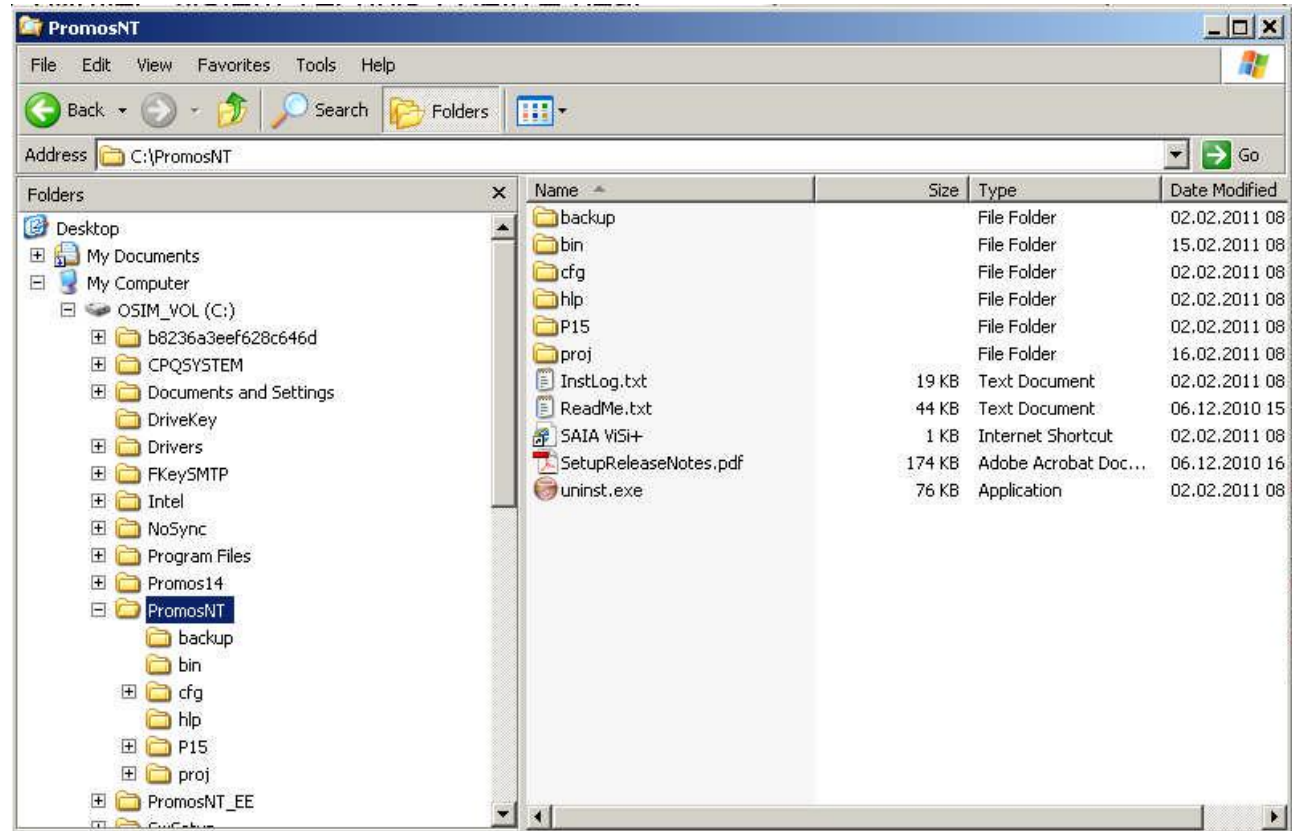 PromosNT
File Edit View Favorites Tools Help
Back Search Folders
Address C:\PromosNT Go
Folders
Desktop
My Documents
My Computer
OSIM_VOL (C:)
b8236a3eef628c646d
CPQSYSTEM
Documents and Settings
DriveKey
Drivers
FKeySMTP
Intel
NoSync
Program Files
Promos14
PromosNT
backup
bin
cfg
hlp
P15
proj
PromosNT_EE
Name Size Type Date Modified
backup File Folder 02.02.2011 08
bin File Folder 15.02.2011 08
cfg File Folder 02.02.2011 08
hlp File Folder 02.02.2011 08
P15 File Folder 02.02.2011 08
proj File Folder 16.02.2011 08
InstLog.txt 19 KB Text Document 02.02.2011 08
ReadMe.txt 44 KB Text Document 06.12.2010 15
SAIA ViSi+ 1 KB Internet Shortcut 02.02.2011 08
SetupReleaseNotes.pdf 174 KB Adobe Acrobat Doc... 06.12.2010 16
uninst.exe 76 KB Application 02.02.2011 08